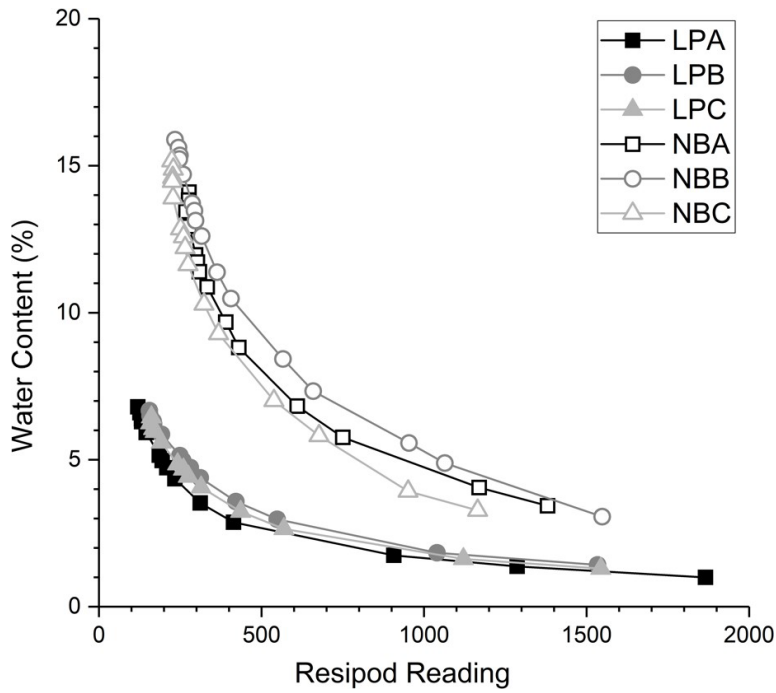 20
15
10
5
0
0 500 1000 1500 2000
Water Content (%)
Resipod Reading
LPA
LPB
LPC
NBA
NBB
NBC